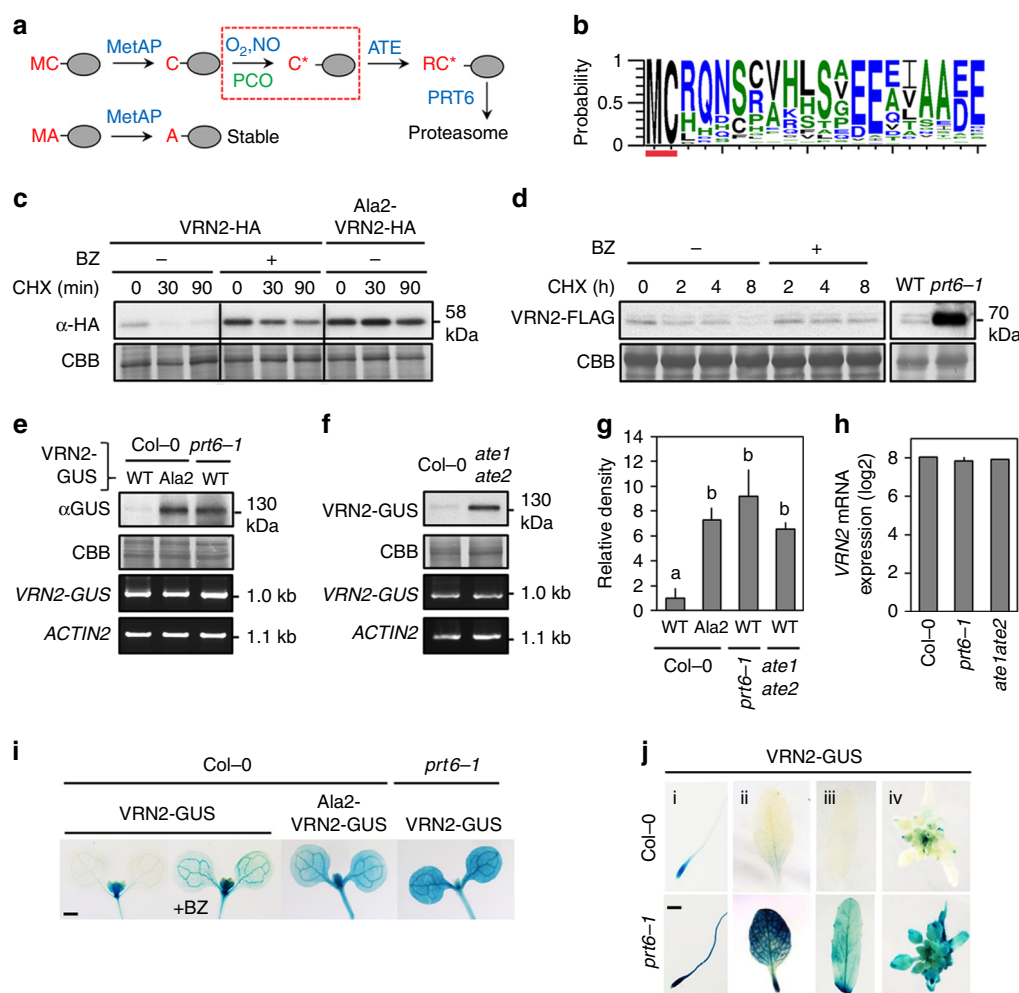 a
MC
MetAP
C
O2,NO
PCO
C*
ATE
RC*
PRT6
Proteasome
MA
MetAP
A
Stable
b
Probability
1
0.5
0
MCRQNSCVHLSAEEEIAAEE
c
VRN2-HA
Ala2-
VRN2-HA
BZ
– + –
CHX (min) 0 30 90 0 30 90 0 30 90
α-HA
58
kDa
CBB
d
BZ
– +
CHX (h) 0 2 4 8 2 4 8
WT prt6–1
VRN2-FLAG
70
kDa
CBB
e
VRN2-
GUS
Col–0 prt6–1
WT Ala2 WT
αGUS
130
kDa
CBB
VRN2-GUS
1.0 kb
ACTIN2
1.1 kb
f
Col–0
ate1
ate2
VRN2-GUS
130
kDa
CBB
VRN2-GUS
1.0 kb
ACTIN2
1.1 kb
g
Relative density
14
12
10
8
6
4
2
0
a b b b
WT Ala2 WT WT
Col–0
prt6–1
ate1
ate2
h
VRN2 mRNA
expression (log2)
8
6
4
2
0
Col–0
prt6–1
ate1ate2
i
Col–0
prt6–1
VRN2-GUS
Ala2-
VRN2-GUS
VRN2-GUS
+BZ
j
VRN2-GUS
Col–0
i ii iii iv
prt6–1